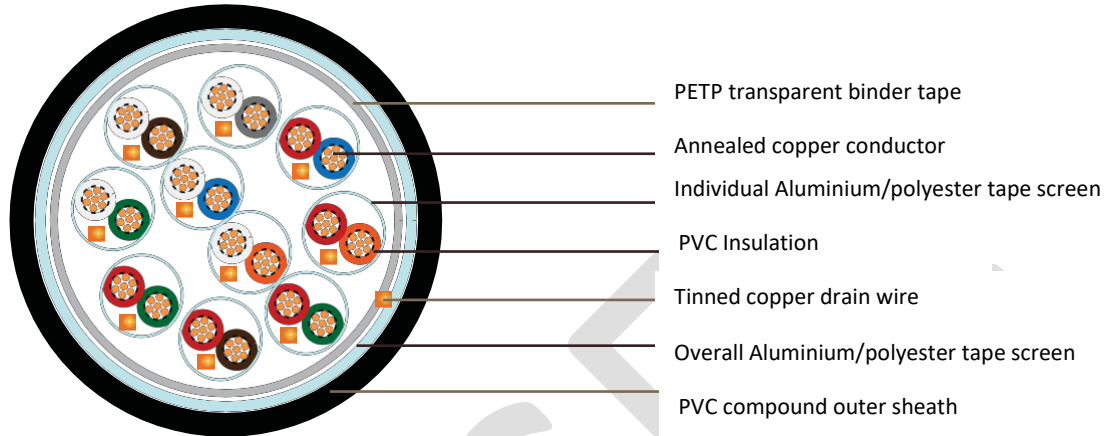 PETP transparent binder tape
Annealed copper conductor
Individual Aluminium/polyester tape screen
PVC Insulation
Tinned copper drain wire
Overall Aluminium/polyester tape screen
PVC compound outer sheath